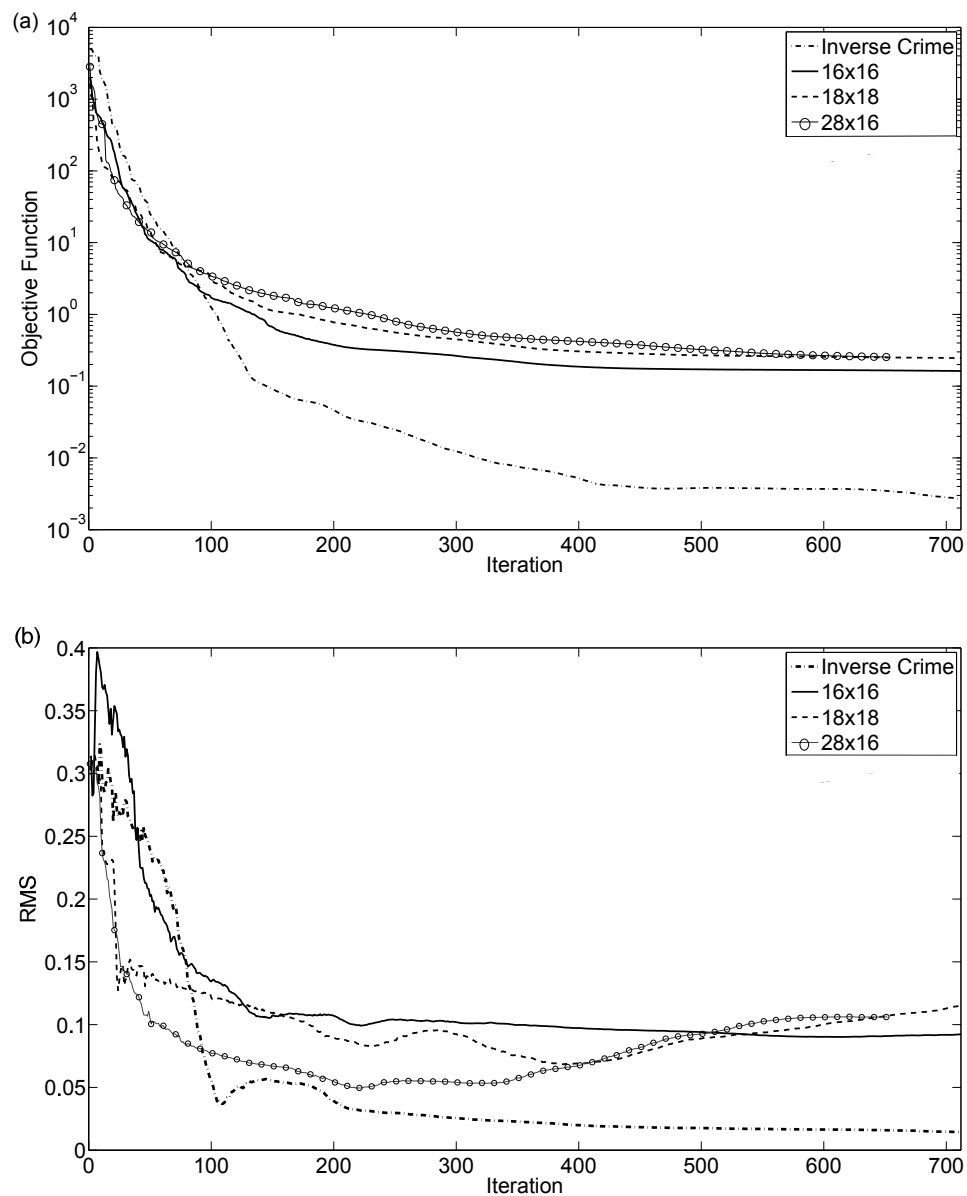 (a)
10^4
10^3
10^2
10^1
10^0
10^-1
10^-2
10^-3
Objective Function
Inverse Crime
16x16
18x18
28x16
0 100 200 300 400 500 600 700
Iteration
(b)
0.4
0.35
0.3
0.25
0.2
0.15
0.1
0.05
0
RMS
Inverse Crime
16x16
18x18
28x16
0 100 200 300 400 500 600 700
Iteration